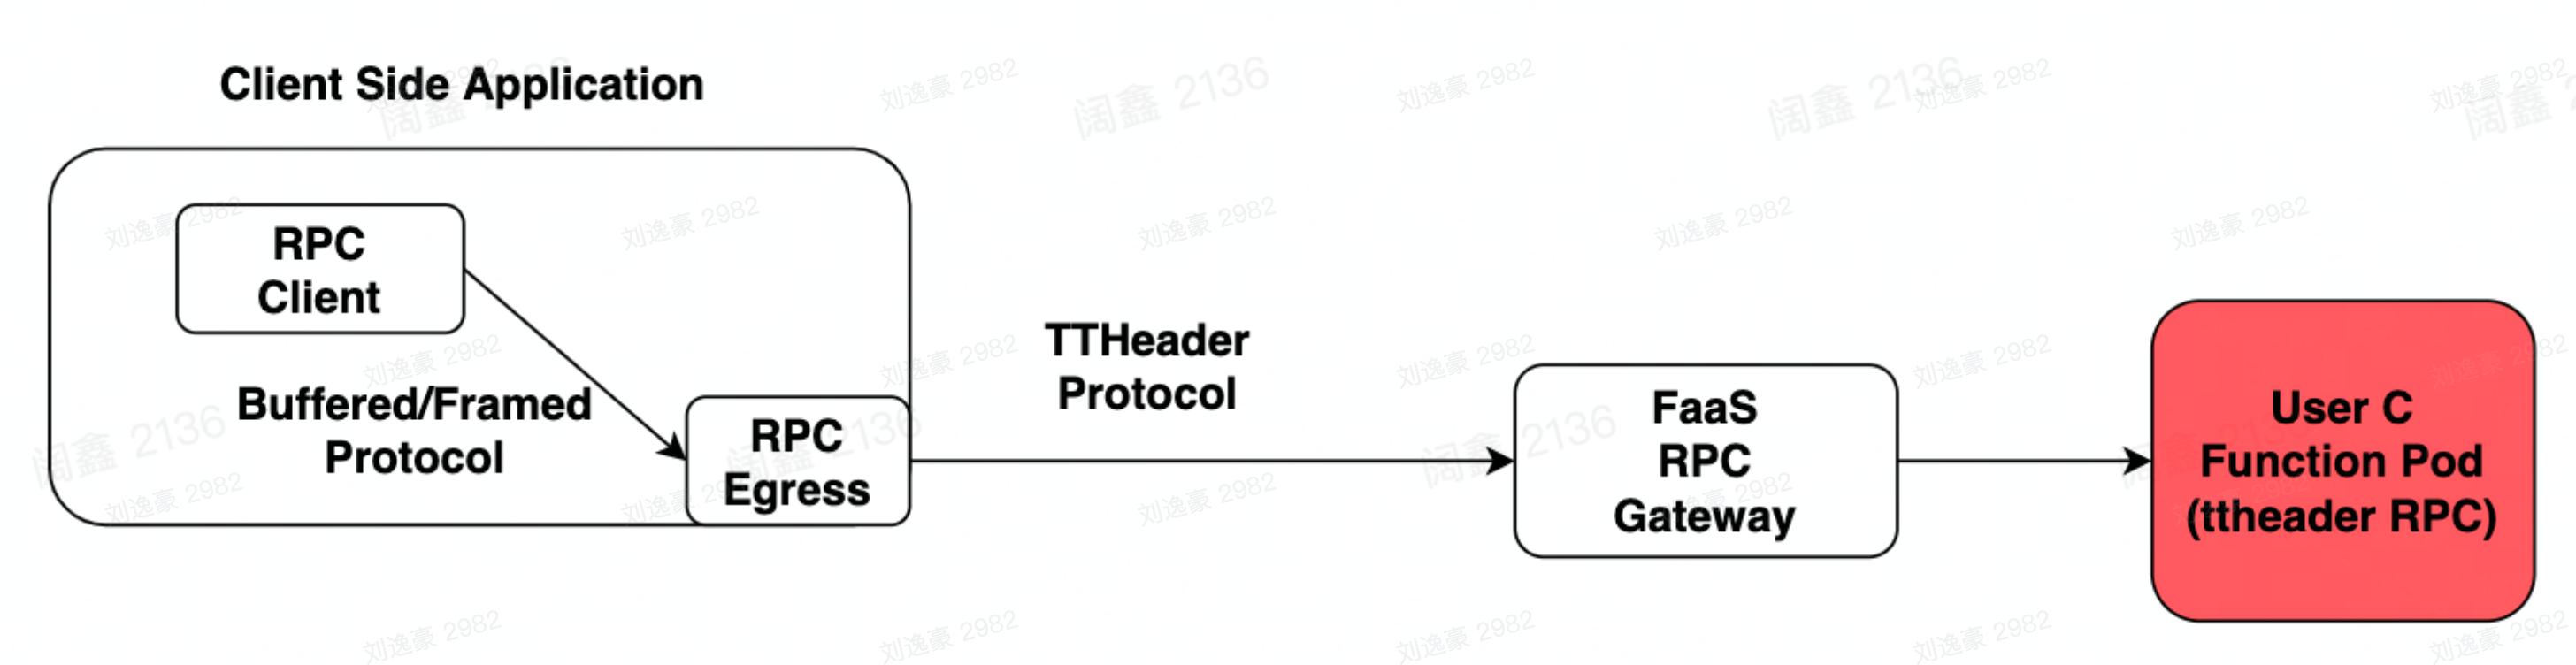 Client Side Application
RPC
Client
Buffered/Framed
Protocol
RPC
Egress
TTHeader
Protocol
FaaS
RPC
Gateway
User C
Function Pod
(ttheader RPC)
刘逸豪 2982
阔鑫 2136